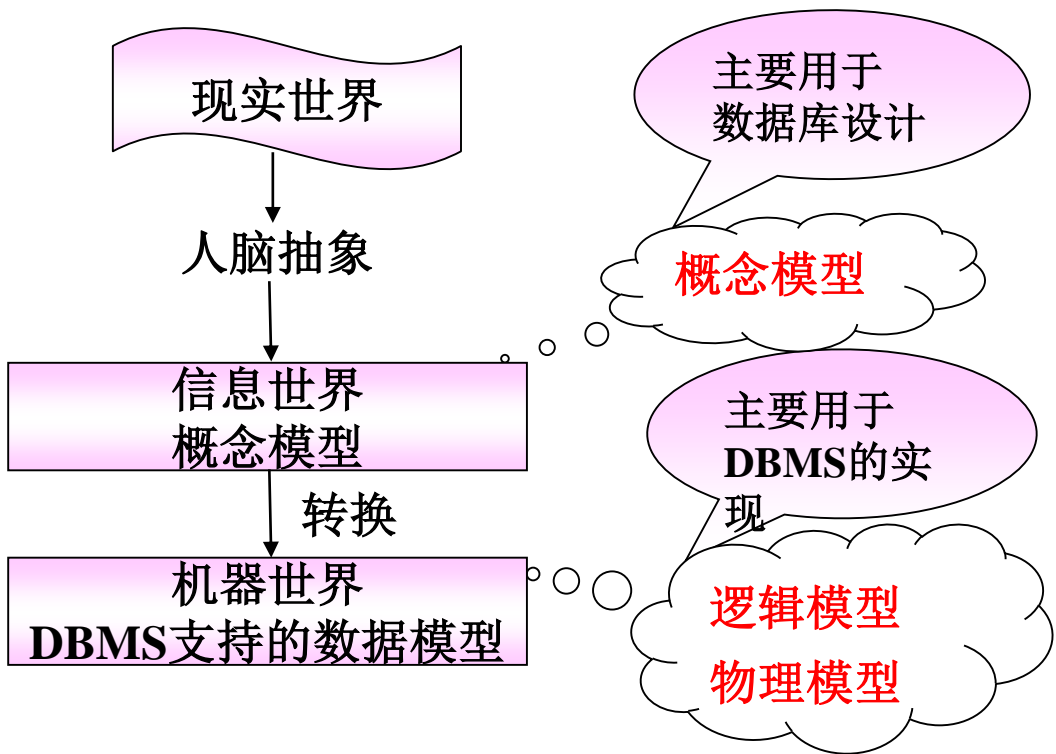 现实世界
主要用于
数据库设计
人脑抽象
概念模型
信息世界
概念模型
主要用于
DBMS的实
现
转换
机器世界
DBMS支持的数据模型
逻辑模型
物理模型